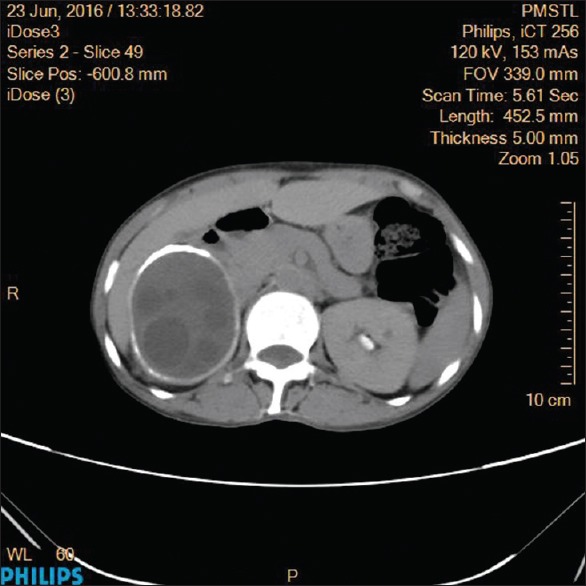 23 Jun, 2016 / 13:33:18.82
iDose3
Series 2 - Slice 49
Slice Pos: -600.8 mm
iDose (3)
PMSTL
Philips, iCT 256
120 kV, 153 mAs
FOV 339.0 mm
Scan Time: 5.61 Sec
Length: 452.5 mm
Thickness 5.00 mm
Zoom 1.05
R
10 cm
WL 60
PHILIPS
P